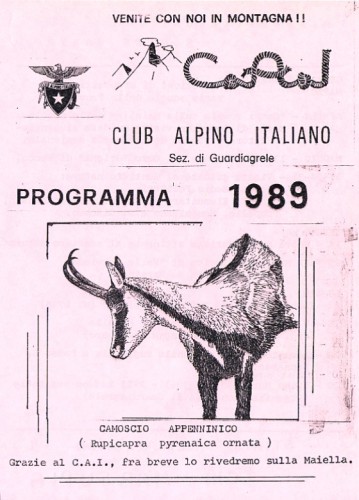 VENITE CON NOI IN MONTAGNA!!
C.A.I
CLUB ALPINO ITALIANO
Sez. di Guardiagrele
PROGRAMMA 1989
CAMOSCIO APPENNINICO
( Rupicapra pyrenaica ornata )
Grazie al C.A.I., fra breve lo rivedremo sulla Maiella.